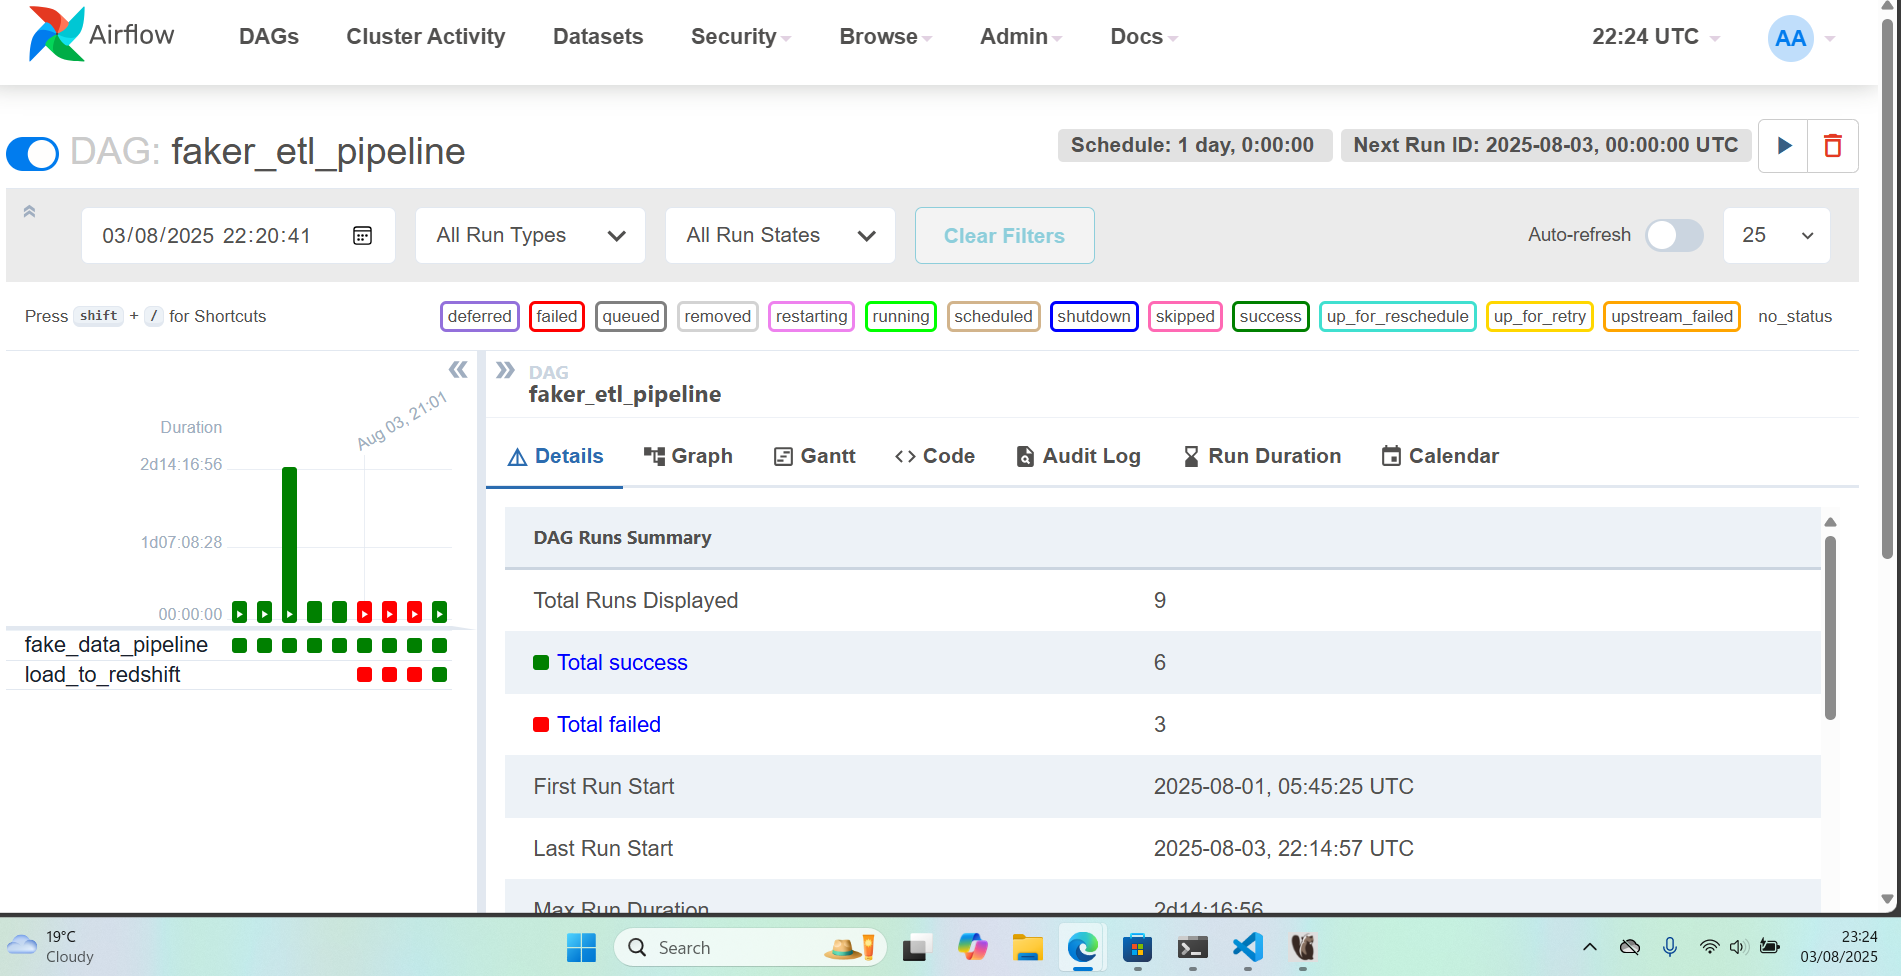 Airflow
DAGs Cluster Activity Datasets Security Browse Admin Docs 22:24 UTC AA
DAG: faker_etl_pipeline Schedule: 1 day, 0:00:00 Next Run ID: 2025-08-03, 00:00:00 UTC
03/08/2025 22:20:41 All Run Types All Run States Clear Filters Auto-refresh 25
Press shift + / for Shortcuts deferred failed queued removed restarting running scheduled shutdown skipped success up_for_reschedule up_for_retry upstream_failed no_status
Aug 03, 21:01
Duration
2d14:16:56
1d07:08:28
00:00:00
fake_data_pipeline
load_to_redshift
DAG
faker_etl_pipeline
Details Graph Gantt Code Audit Log Run Duration Calendar
DAG Runs Summary
Total Runs Displayed 9
Total success 6
Total failed 3
First Run Start 2025-08-01, 05:45:25 UTC
Last Run Start 2025-08-03, 22:14:57 UTC
Max Run Duration 2d14:16:56
19°C
Cloudy
Search
23:24
03/08/2025